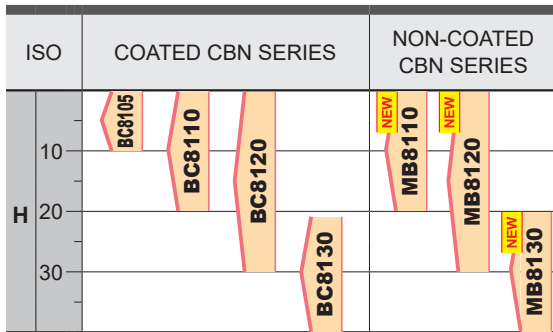 ISO
COATED CBN SERIES
NON-COATED
CBN SERIES
H
10
20
30
BC8105
BC8110
BC8120
BC8130
NEW
MB8110
NEW
MB8120
NEW
MB8130